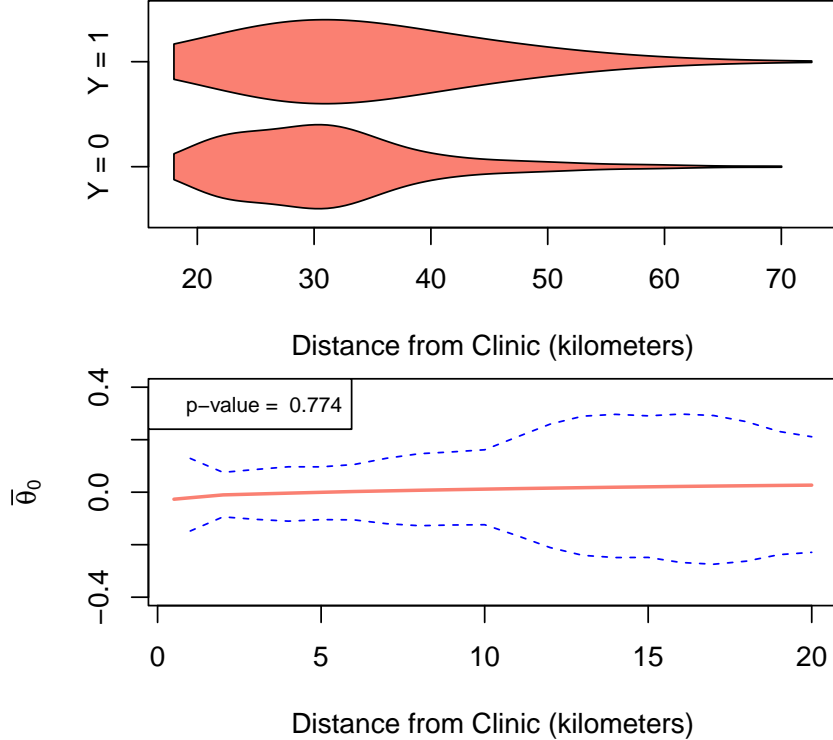 Y = 1
Y = 0
20 30 40 50 60 70
Distance from Clinic (kilometers)
p−value = 0.774
0.4
0.0
−0.4
θ̅₀
0 5 10 15 20
Distance from Clinic (kilometers)